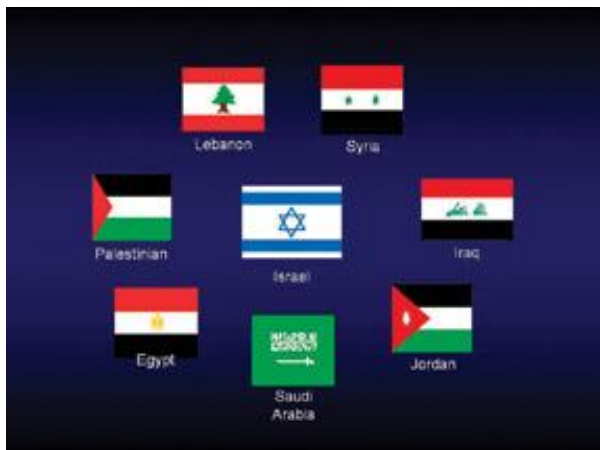 Lebanon
Syria
Palestinian
Israel
Iraq
Egypt
Saudi
Arabia
Jordan